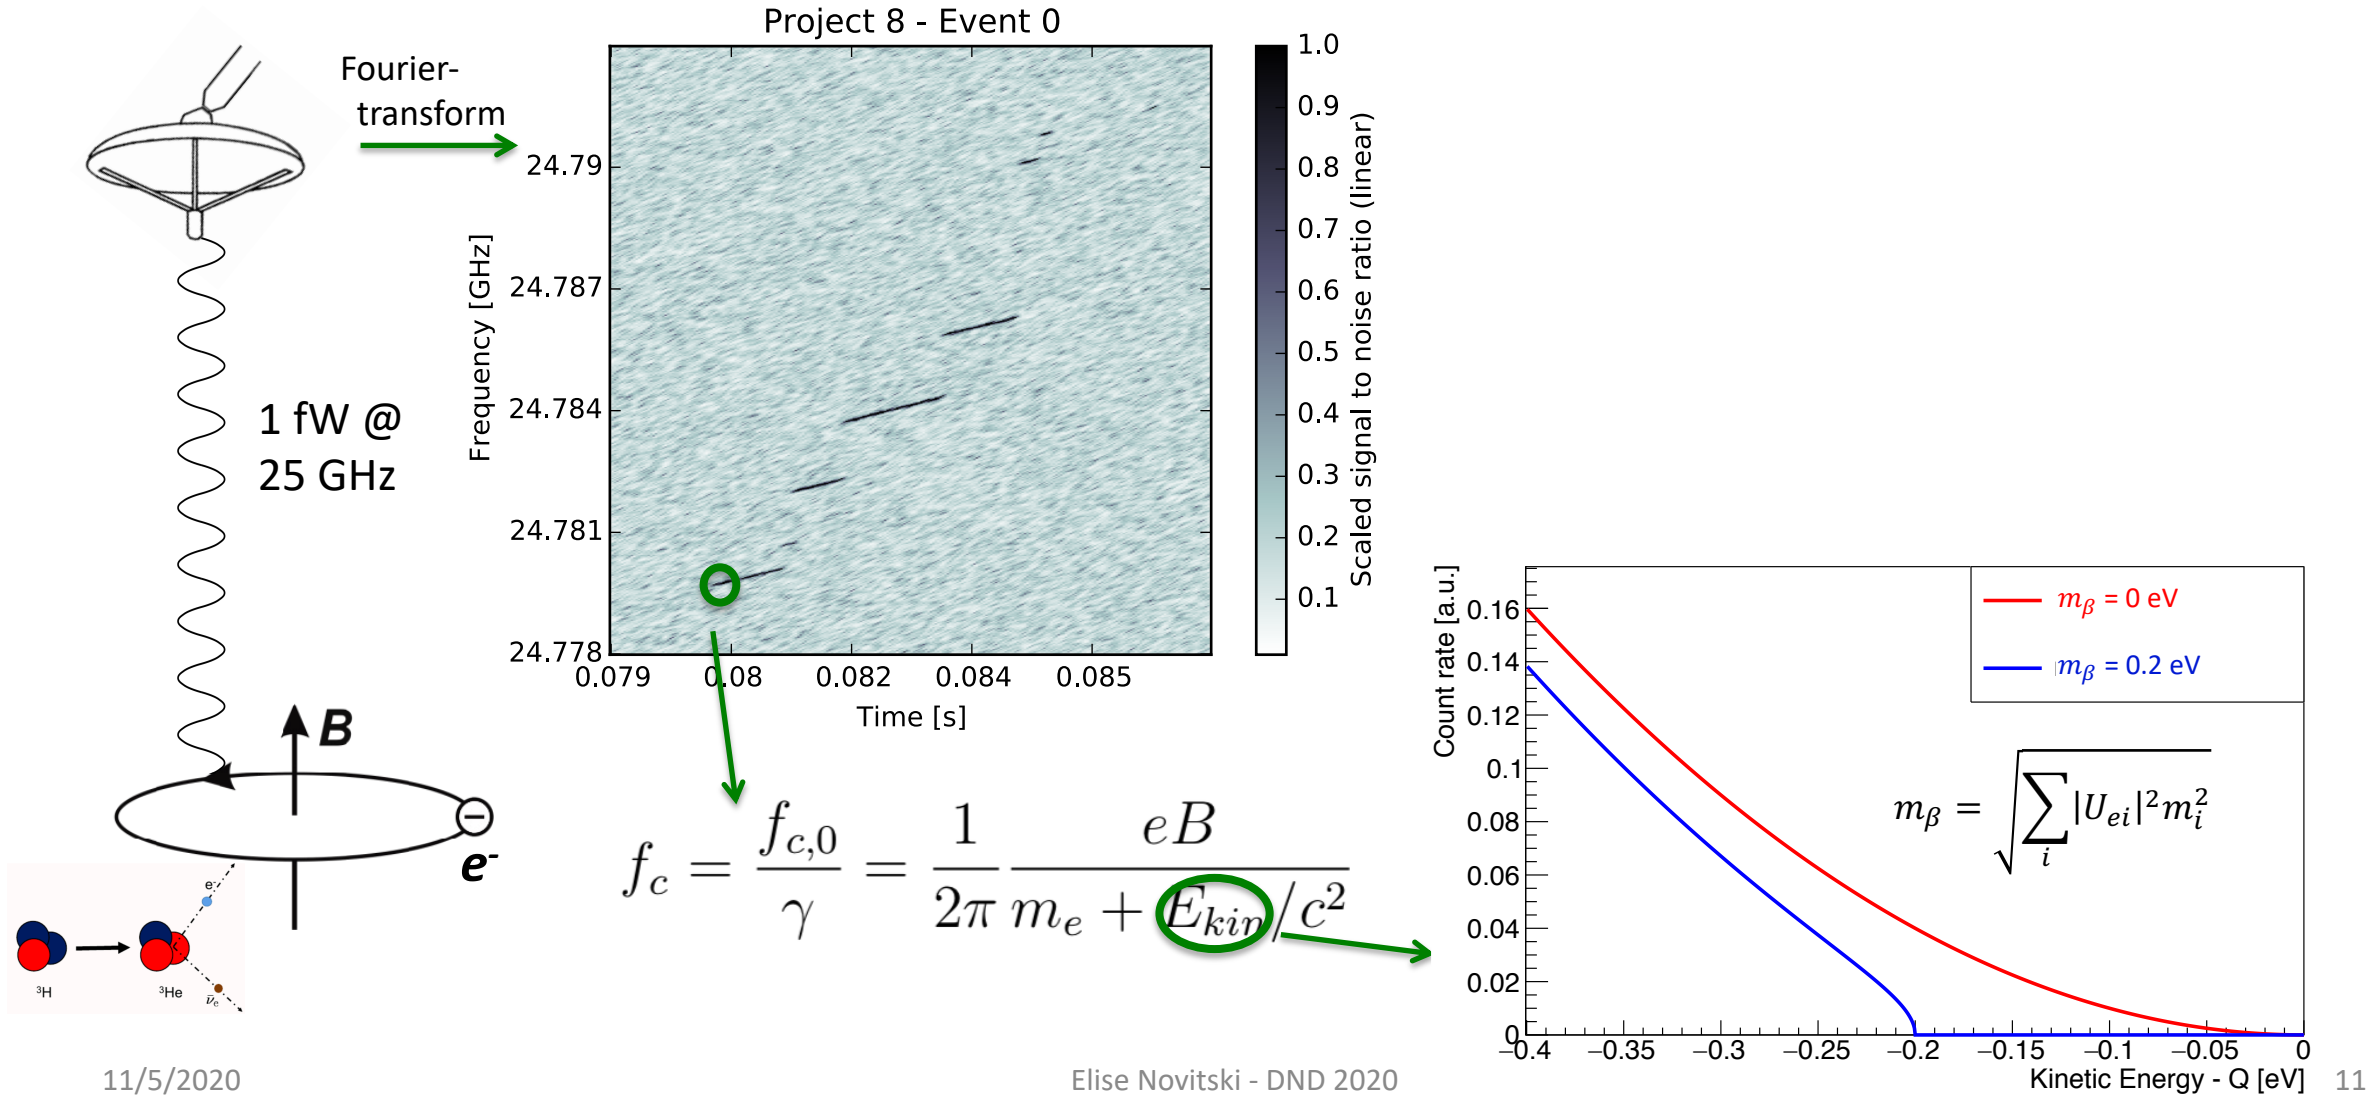 Project 8 - Event 0
Fourier-
transform
1.0
0.9
0.8
0.7
0.6
0.5
0.4
0.3
0.2
0.1
Scaled signal to noise ratio (linear)
24.79
24.787
24.784
24.781
24.778
Frequency [GHz]
0.079 0.08 0.082 0.084 0.085
Time [s]
1 fW @
25 GHz
B
e-
e-
³H
³He
ν̄e
f_c = f_{c,0}/γ = 1/2π eB/(m_e + E_{kin}/c²)
Count rate [a.u.]
0.16
0.14
0.12
0.1
0.08
0.06
0.04
0.02
0
m_β = 0 eV
m_β = 0.2 eV
m_β = √(∑_i |U_{ei}|² m_i²)
−0.4 −0.35 −0.3 −0.25 −0.2 −0.15 −0.1 −0.05 0
Kinetic Energy - Q [eV]
11/5/2020
Elise Novitski - DND 2020
11